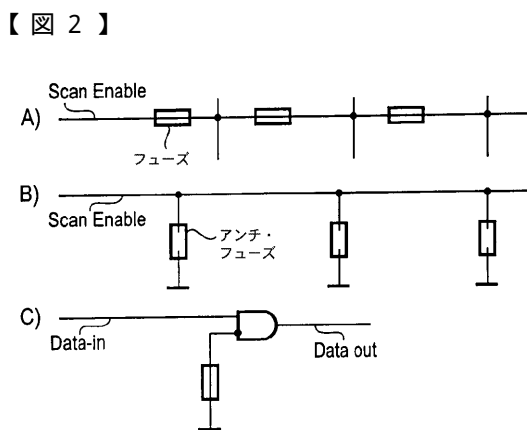 【図2】
Scan Enable
A)
フューズ
B)
Scan Enable
アンチ・
フューズ
C)
Data-in
Data out